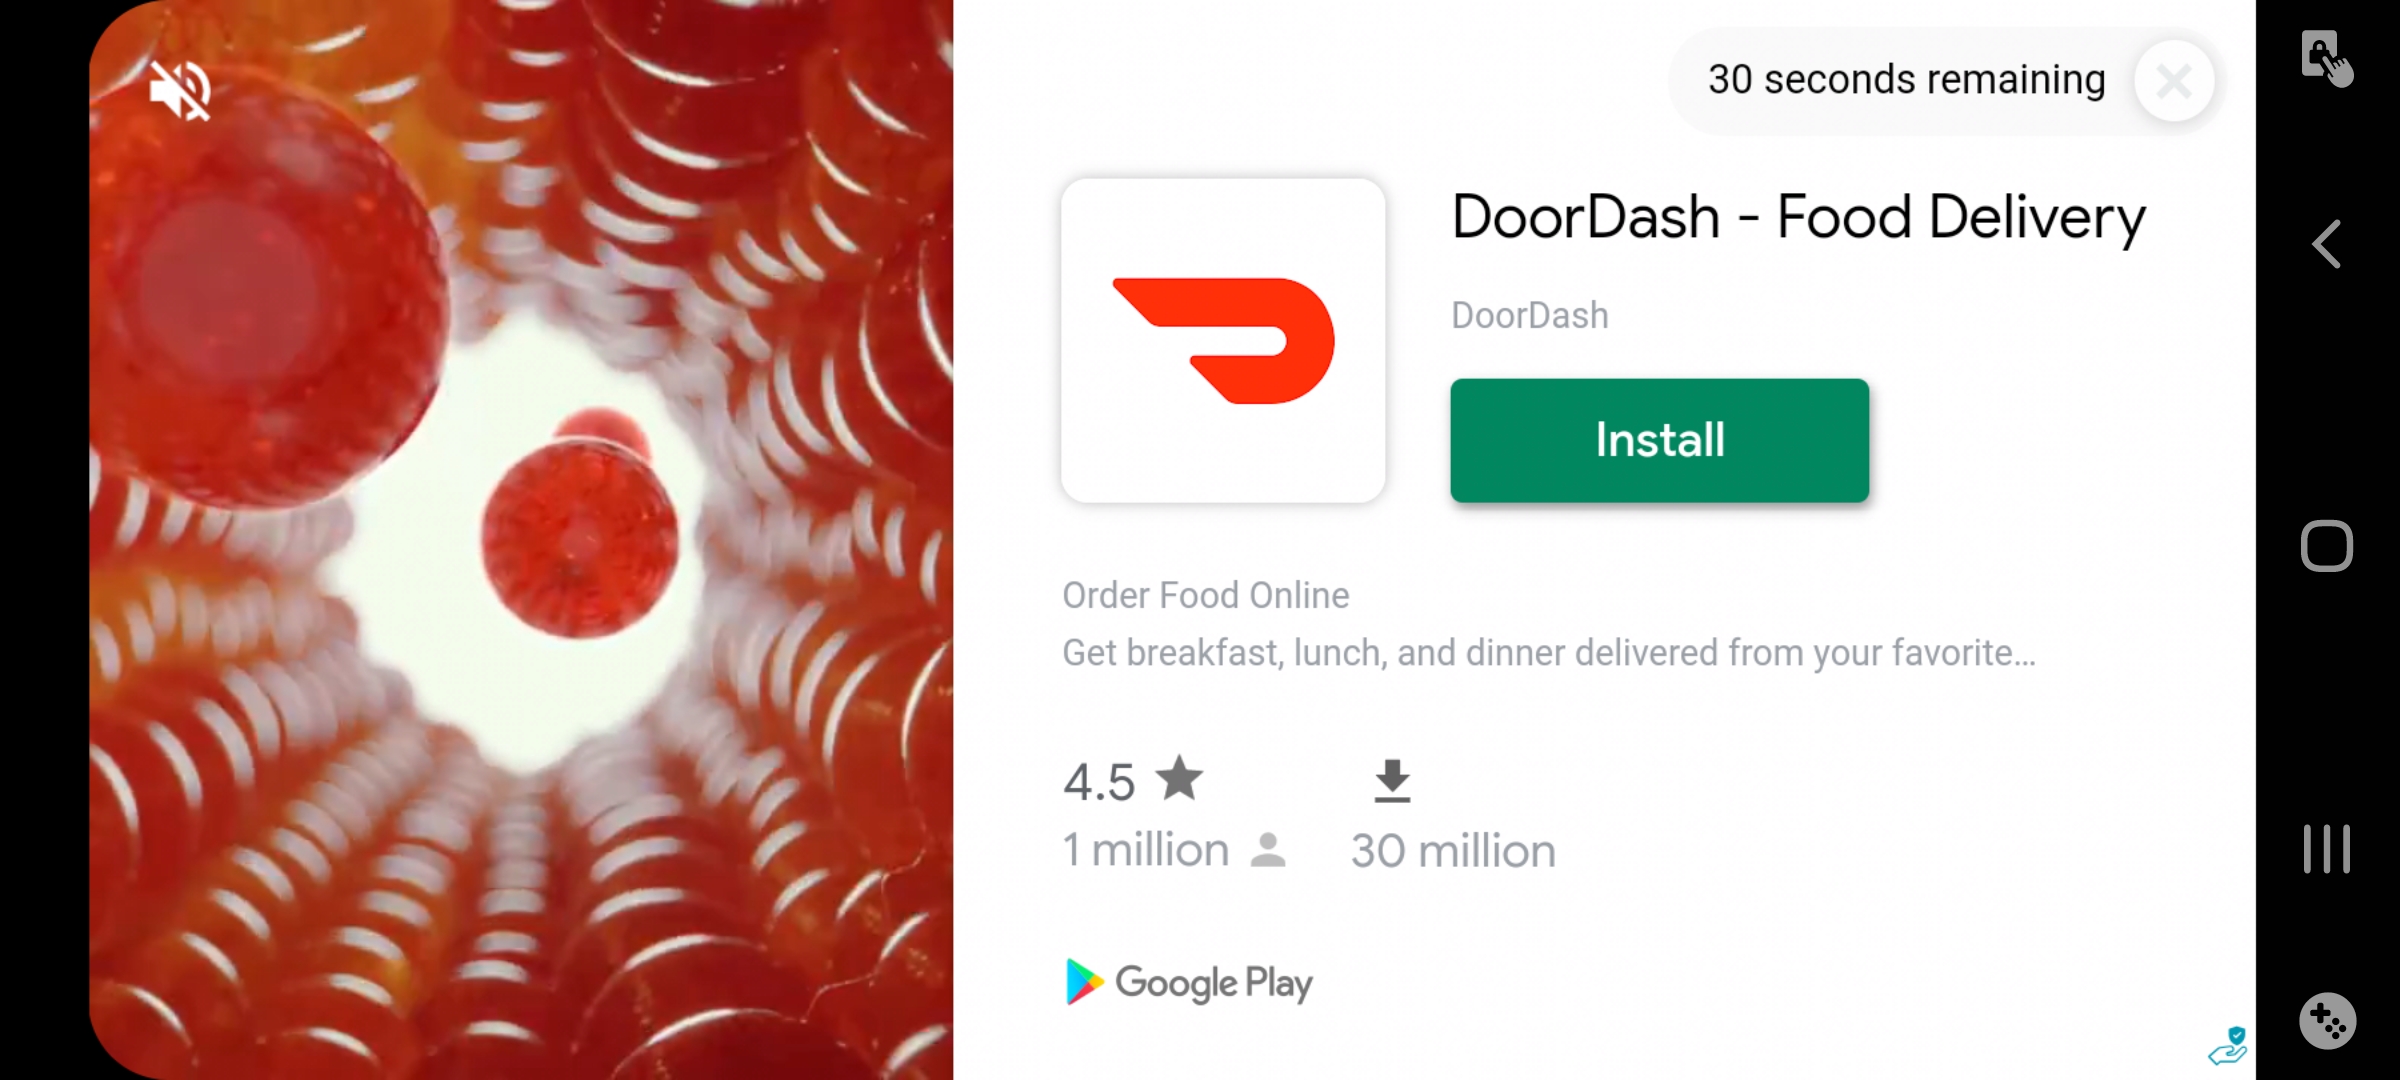 30 seconds remaining
DoorDash - Food Delivery
DoorDash
Install
Order Food Online
Get breakfast, lunch, and dinner delivered from your favorite...
4.5
1 million
30 million
Google Play